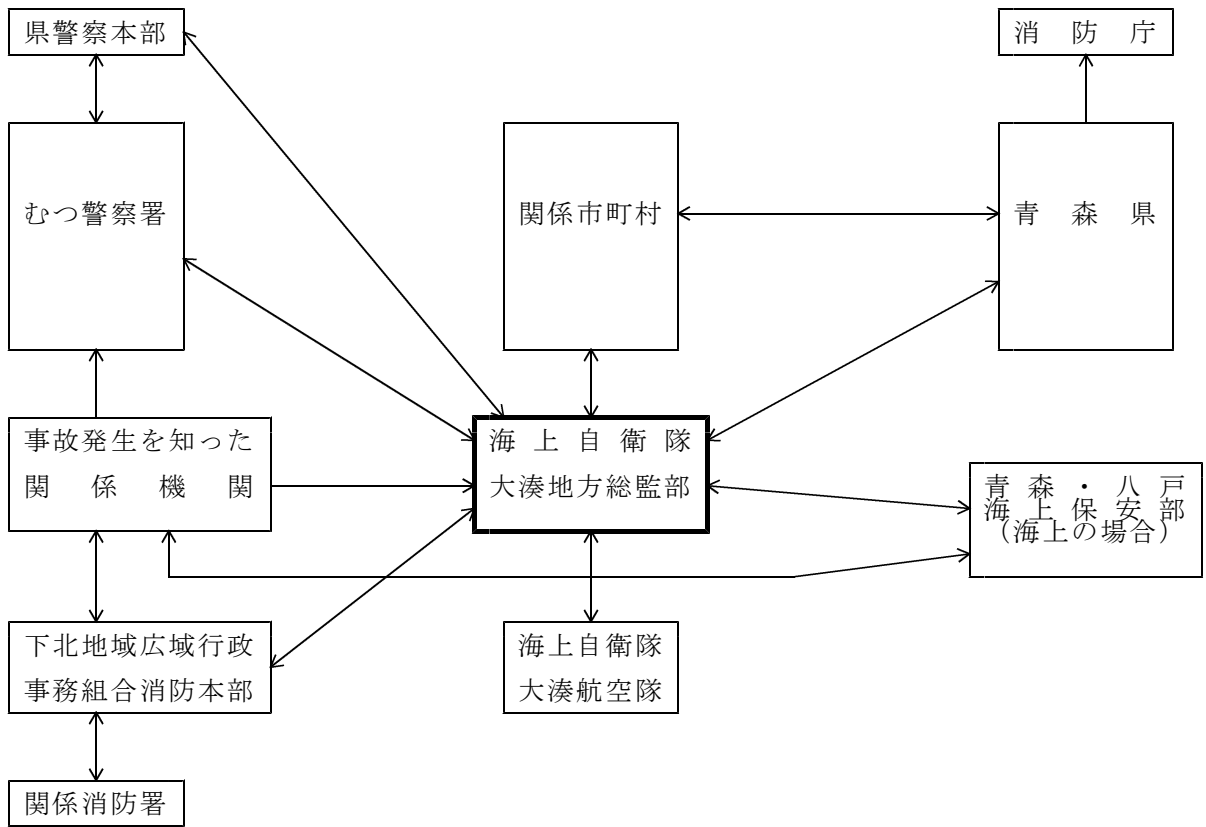 県警察本部
消防庁
むつ警察署
関係市町村
青森県
事故発生を知った
関係機関
海上自衛隊
大湊地方総監部
青森・八戸
海上保安部
（海上の場合）
下北地域広域行政
事務組合消防本部
海上自衛隊
大湊航空隊
関係消防署